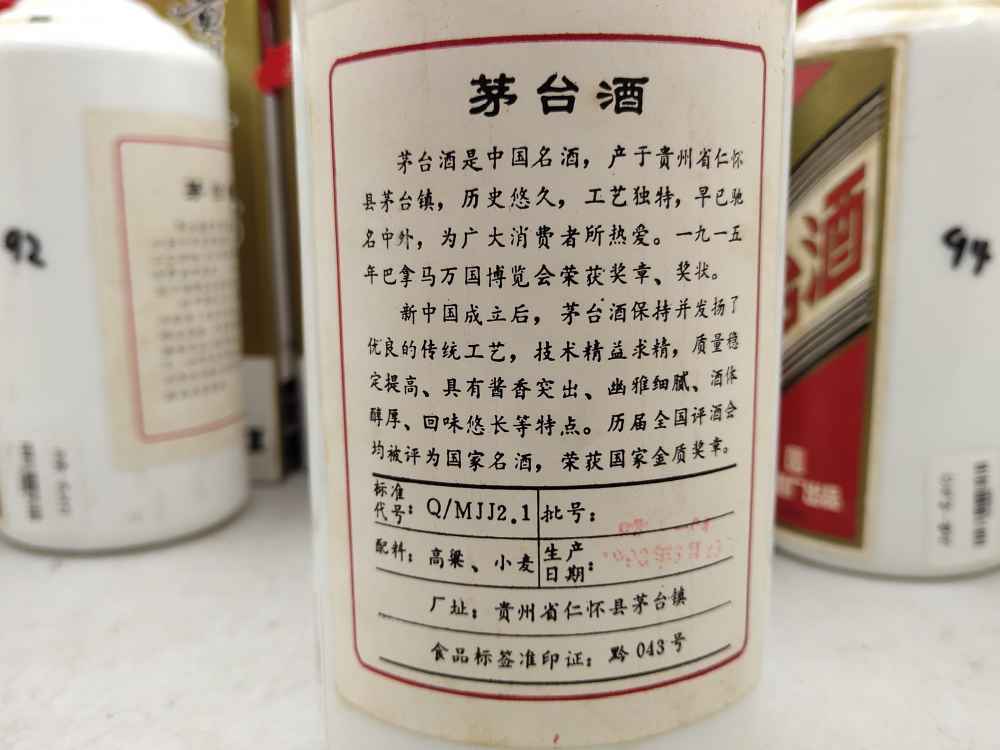 茅台酒
茅台酒是中国名酒，产于贵州省仁怀
县茅台镇，历史悠久，工艺独特，早已驰
名中外，为广大消费者所热爱。一九一五
年巴拿马万国博览会荣获奖章、奖状。
新中国成立后，茅台酒保持并发扬了
优良的传统工艺，技术精益求精，质量稳
定提高、具有酱香突出、幽雅细腻、酒体
醇厚、回味悠长等特点。历届全国评酒会
均被评为国家名酒，荣获国家金质奖章。
标准代号：Q/MJJ2.1 批号：
配料：高粱、小麦 生产日期：
厂址：贵州省仁怀县茅台镇
食品标签准印证：黔043号
92
茅台
94
台酒